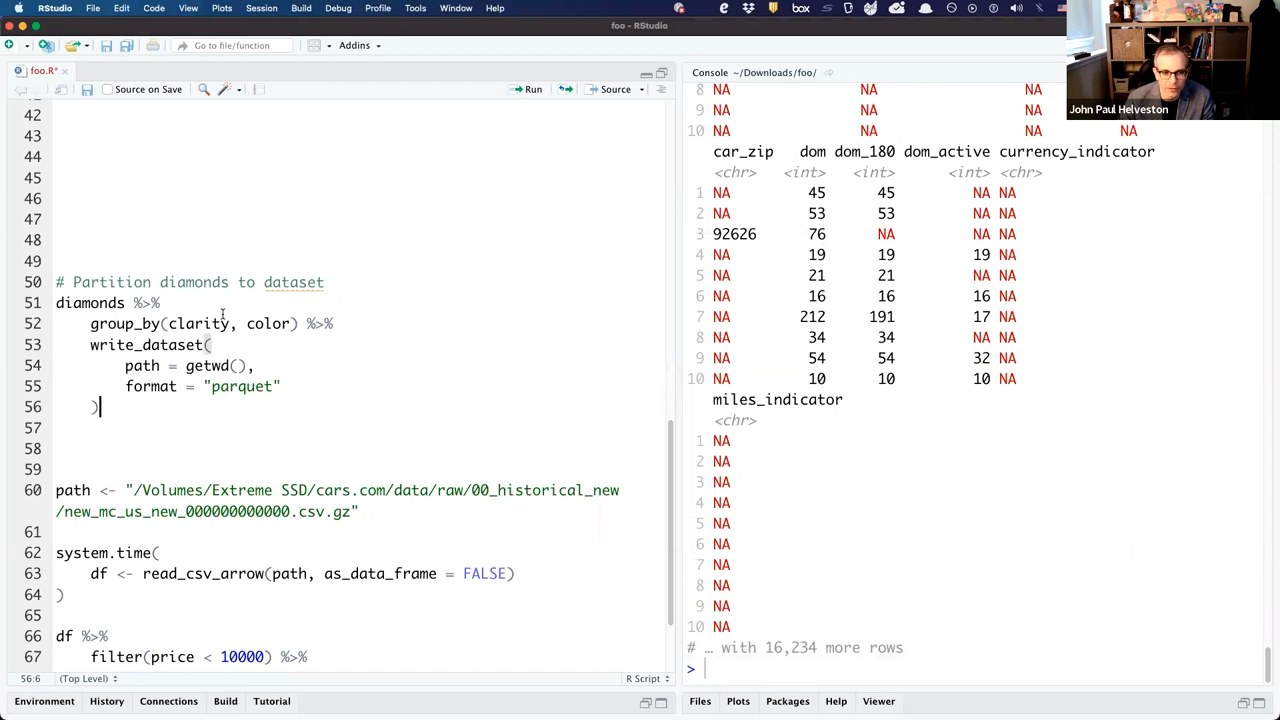 Plots Session Build Debug Profile Tools Window Help
box
foo - RStudio
Go to file/function
Addins
foo.R*
Source on Save
Run
Source
42
43
44
45
46
47
48
49
50 # Partition diamonds to dataset
51 diamonds %>%
52 group_by(clarity, color) %>%
53 write_dataset(
54 path = getwd(),
55 format = "parquet"
56 )
57
58
59
60 path <- "/Volumes/Extreme SSD/cars.com/data/raw/00_historical_new
/new_mc_us_new_000000000000.csv.gz"
61
62 system.time(
63 df <- read_csv_arrow(path, as_data_frame = FALSE)
64 )
65
66 df %>%
67 filter(price < 10000) %>%
56:6 (Top Level) R Script
Environment History Connections Build Tutorial
Console ~/Downloads/foo/
8 NA NA NA
9 NA NA NA
10 NA NA NA NA
car_zip dom dom_180 dom_active currency_indicator
<chr> <int> <int> <int> <chr>
1 NA 45 45 NA NA
2 NA 53 53 NA NA
3 92626 76 NA NA NA
4 NA 19 19 19 NA
5 NA 21 21 NA NA
6 NA 16 16 16 NA
7 NA 212 191 17 NA
8 NA 34 34 NA NA
9 NA 54 54 32 NA
10 NA 10 10 10 NA
miles_indicator
<chr>
1 NA
2 NA
3 NA
4 NA
5 NA
6 NA
7 NA
8 NA
9 NA
10 NA
# … with 16,234 more rows
>
Files Plots Packages Help Viewer
John Paul Helveston